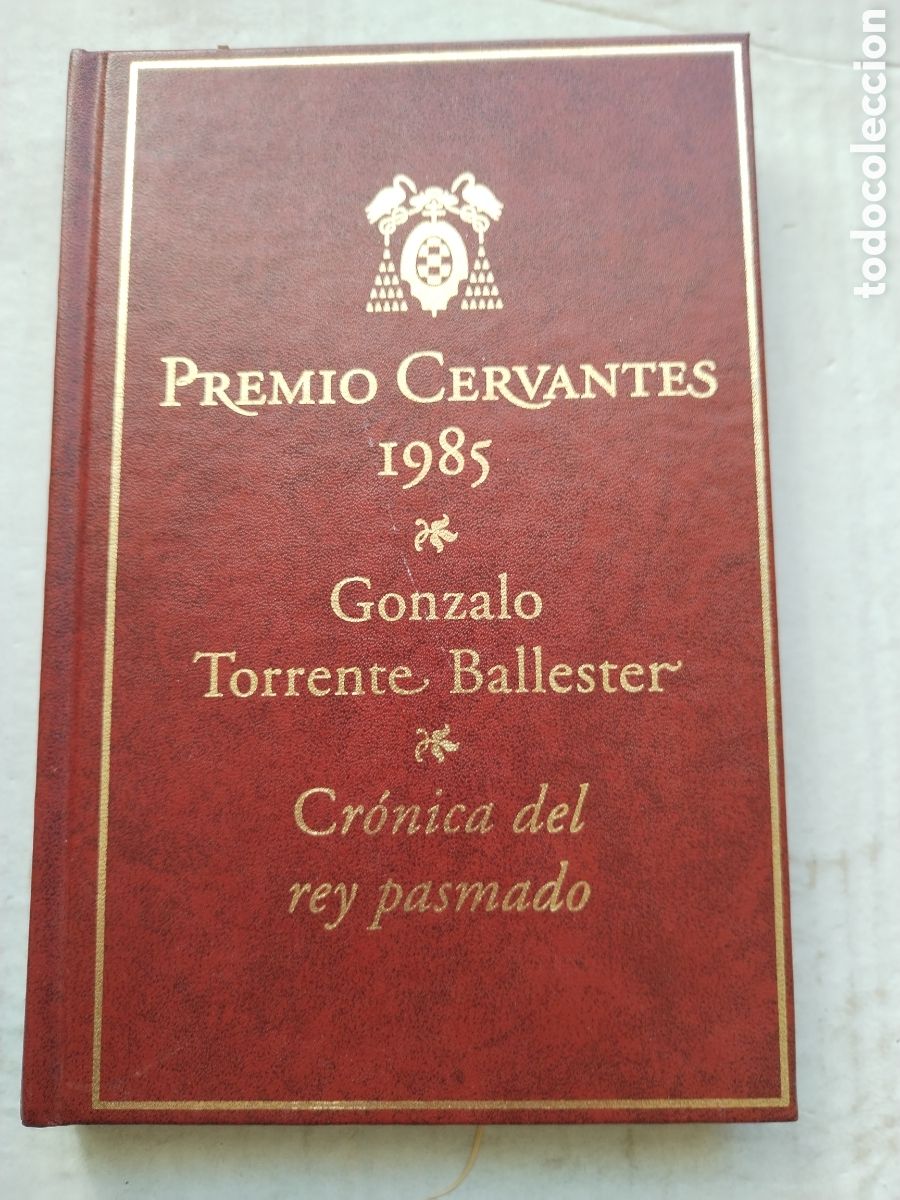 PREMIO CERVANTES
1985
Gonzalo
Torrente Ballester
Crónica del
rey pasmado
todocoleccion